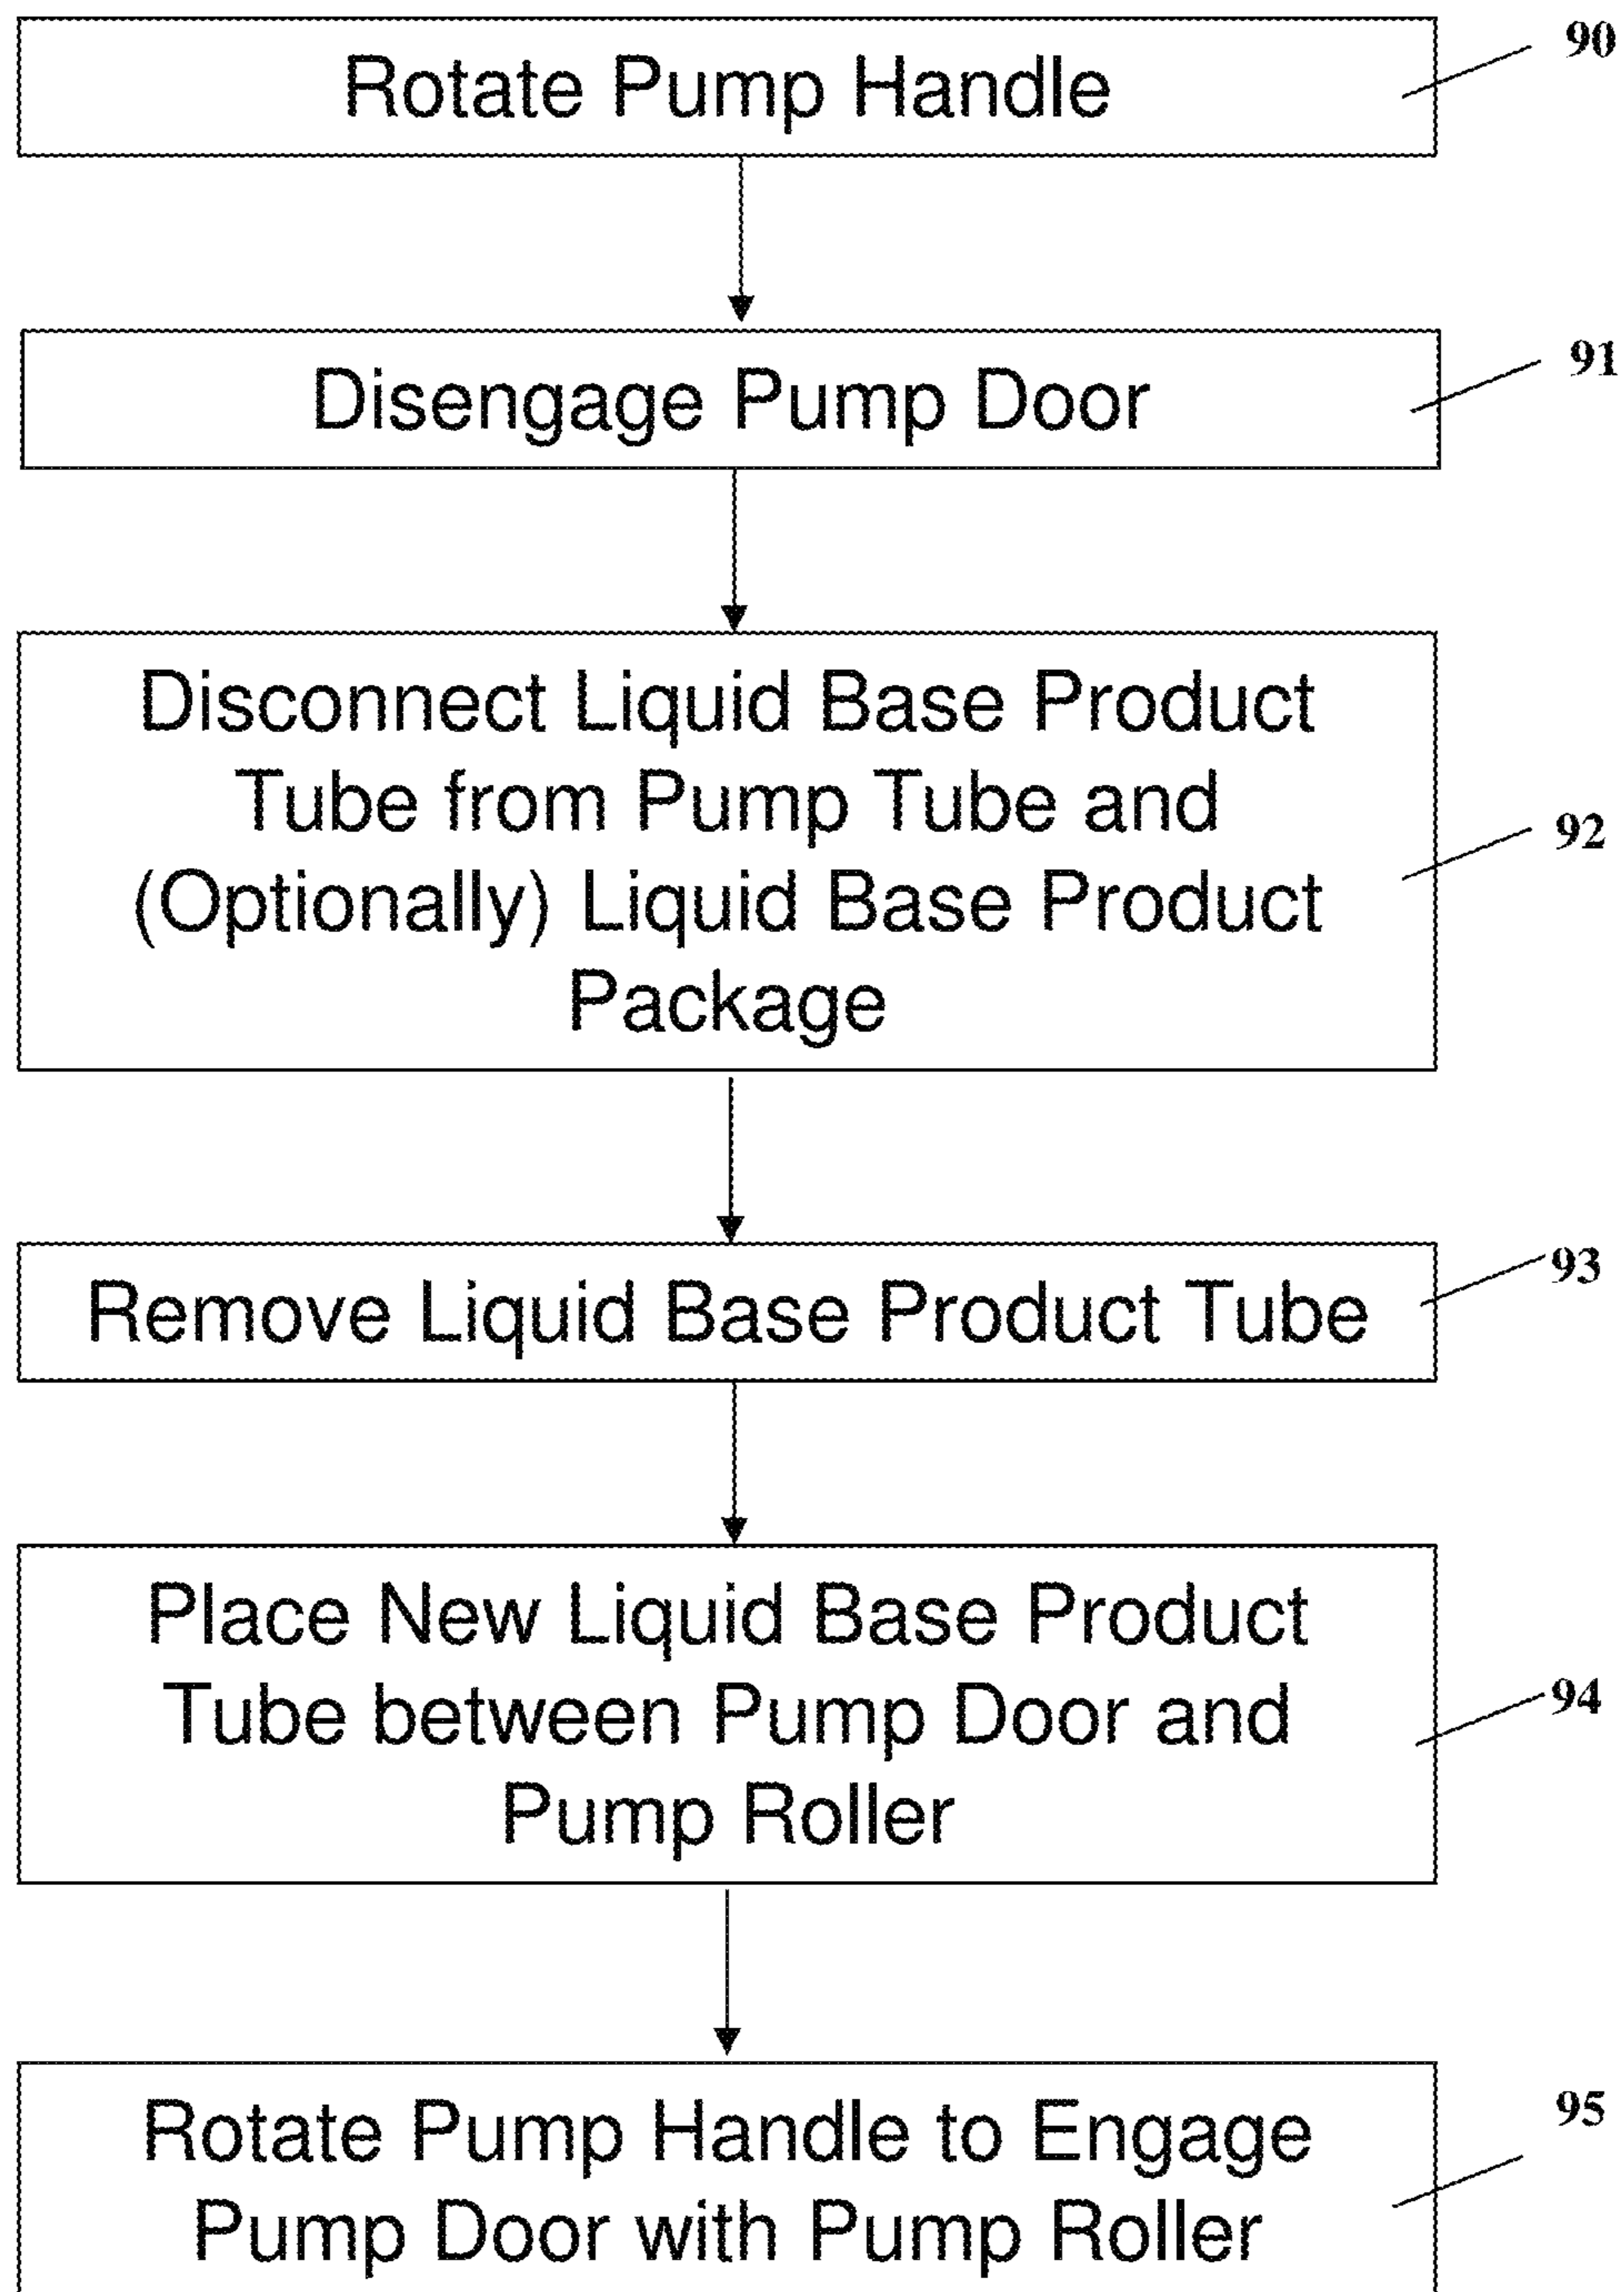 Rotate Pump Handle
90
Disengage Pump Door
91
Disconnect Liquid Base Product
Tube from Pump Tube and
(Optionally) Liquid Base Product
Package
92
Remove Liquid Base Product Tube
93
Place New Liquid Base Product
Tube between Pump Door and
Pump Roller
94
Rotate Pump Handle to Engage
Pump Door with Pump Roller
95